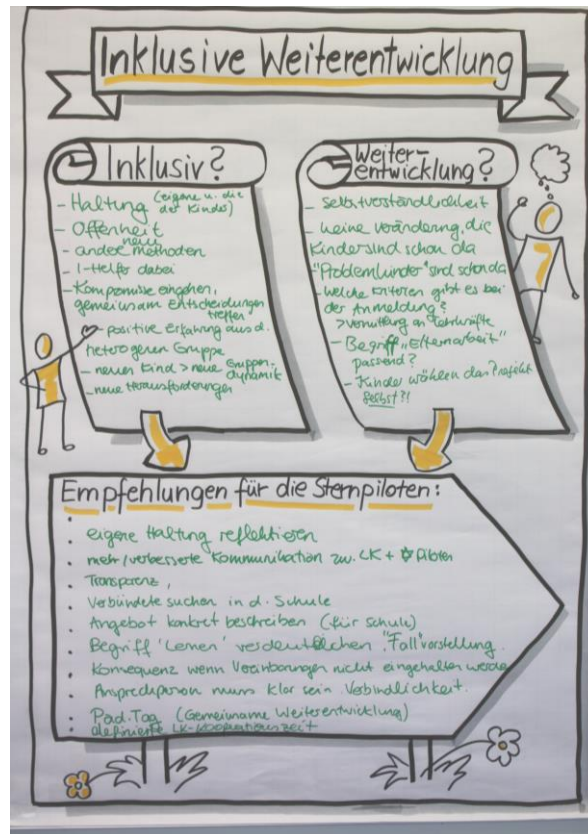 Inklusive Weiterentwicklung
Inklusiv?
- Haltung (eigene u. die
der Kinder)
- Offenheit
neue
- andere methoden
- I-Helfer dabei
- Kompromisse eingehen,
gemeinsam Entscheidungen
treffen
- positive Erfahrung aus d.
heterogenen Gruppe
- neues Kind > neue Gruppen-
dynamik
- neue Herausforderungen
Weiter-
entwicklung?
- selbstverständlichkeit
- keine Veränderung, die
Kinder sind schon da
"Problemkinder" sind schon da
- welche Kriterien gibt es bei
der Anmeldung?
> Vermittlung an Lehrkräfte
- Begriff "Elternarbeit"
passend?
- Kinder wählen das Projekt
selbst?!
Empfehlungen für die Sternpiloten:
• eigene Haltung reflektieren
• mehr/verbesserte Kommunikation zw. LK + Piloten
• Transparenz,
• Verbündete suchen in d. Schule
• Angebot konkret beschreiben (für Schule)
• Begriff 'Lernen' verdeutlichen "Fall"vorstellung.
• Konsequenz wenn Vereinbarungen nicht eingehalten werden
• Ansprechperson muss klar sein Verbindlichkeit.
• Päd. Tag (Gemeinsame Weiterentwicklung)
definierte LK-Kooperationszeit